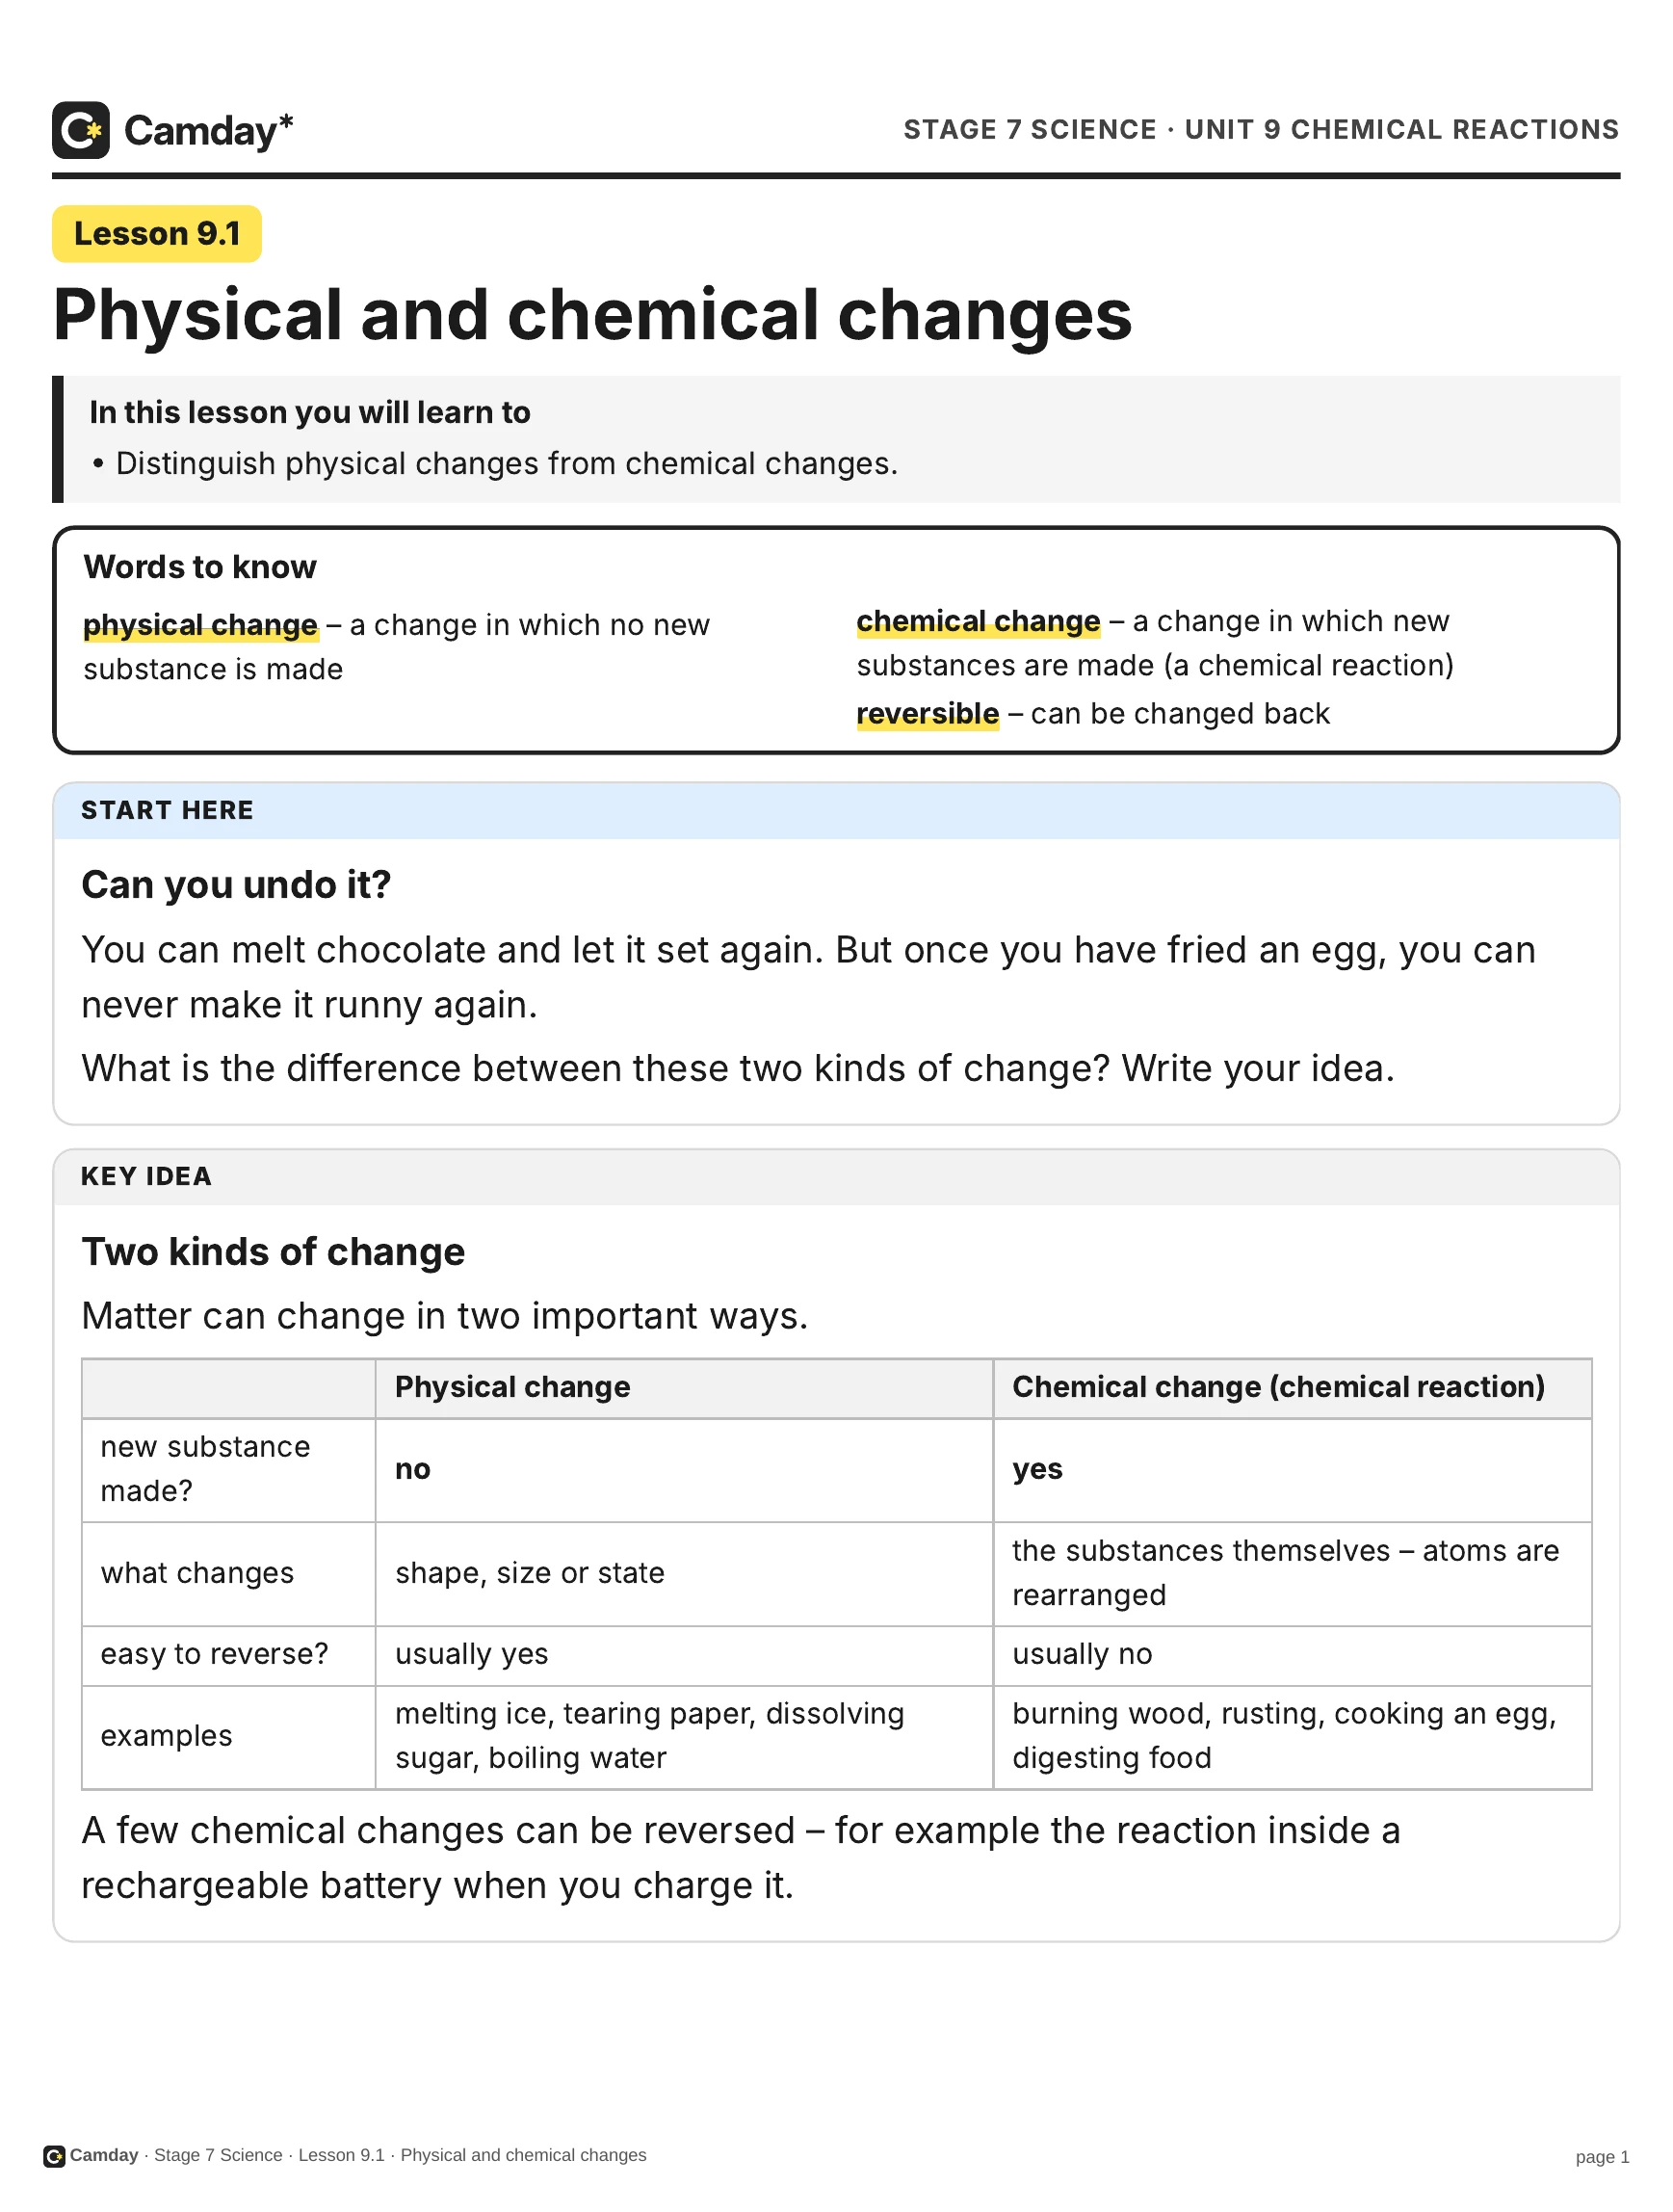 Camday*
STAGE 7 SCIENCE · UNIT 9 CHEMICAL REACTIONS
Lesson 9.1
Physical and chemical changes
In this lesson you will learn to
• Distinguish physical changes from chemical changes.
Words to know
physical change – a change in which no new
substance is made
chemical change – a change in which new
substances are made (a chemical reaction)
reversible – can be changed back
START HERE
Can you undo it?
You can melt chocolate and let it set again. But once you have fried an egg, you can
never make it runny again.
What is the difference between these two kinds of change? Write your idea.
KEY IDEA
Two kinds of change
Matter can change in two important ways.
Physical change
Chemical change (chemical reaction)
new substance
made?
no
yes
what changes
shape, size or state
the substances themselves – atoms are
rearranged
easy to reverse?
usually yes
usually no
examples
melting ice, tearing paper, dissolving
sugar, boiling water
burning wood, rusting, cooking an egg,
digesting food
A few chemical changes can be reversed – for example the reaction inside a
rechargeable battery when you charge it.
Camday · Stage 7 Science · Lesson 9.1 · Physical and chemical changes
page 1